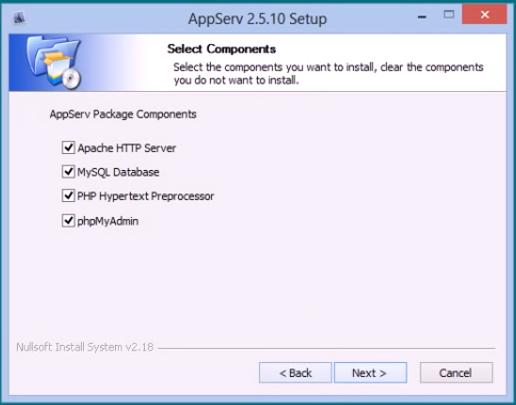 AppServ 2.5.10 Setup
Select Components
Select the components you want to install, clear the components
you do not want to install.
AppServ Package Components
Apache HTTP Server
MySQL Database
PHP Hypertext Preprocessor
phpMyAdmin
Nullsoft Install System v2.18
< Back
Next >
Cancel